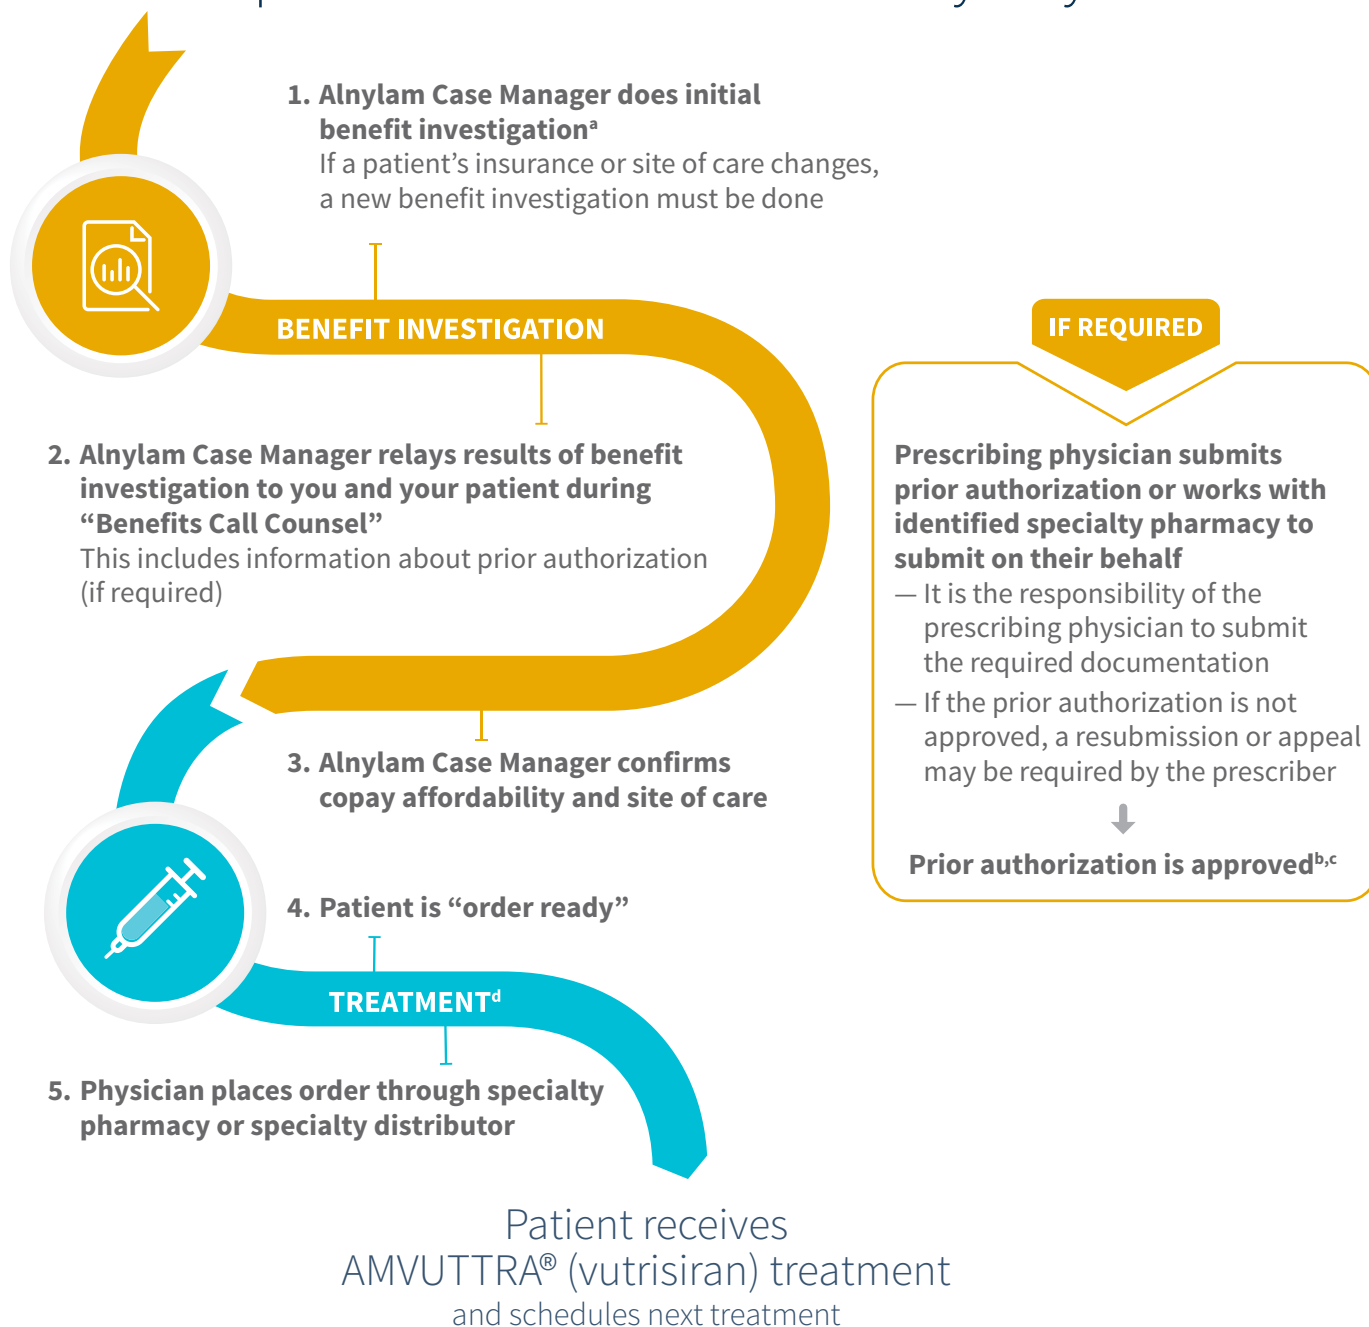 1. Alnylam Case Manager does initial
benefit investigationᵃ
If a patient’s insurance or site of care changes,
a new benefit investigation must be done
BENEFIT INVESTIGATION
2. Alnylam Case Manager relays results of benefit
investigation to you and your patient during
“Benefits Call Counsel”
This includes information about prior authorization
(if required)
3. Alnylam Case Manager confirms
copay affordability and site of care
IF REQUIRED
Prescribing physician submits
prior authorization or works with
identified specialty pharmacy to
submit on their behalf
— It is the responsibility of the
prescribing physician to submit
the required documentation
— If the prior authorization is not
approved, a resubmission or appeal
may be required by the prescriber
Prior authorization is approvedᵇ,ᶜ
4. Patient is “order ready”
TREATMENTᵈ
5. Physician places order through specialty
pharmacy or specialty distributor
Patient receives
AMVUTTRA® (vutrisiran) treatment
and schedules next treatment